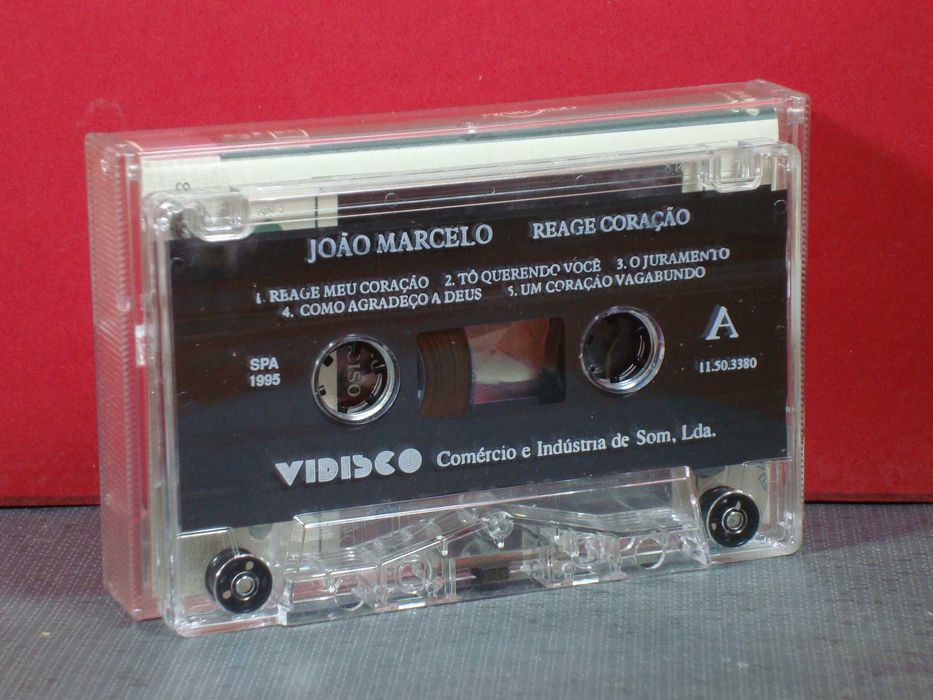 JOÃO MARCELO REAGE CORAÇÃO
1. REAGE MEU CORAÇÃO 2. TÔ QUERENDO VOCÊ 3. O JURAMENTO
4. COMO AGRADEÇO A DEUS 5. UM CORAÇÃO VAGABUNDO
A
SPA
1995
11.50.3380
VIDISCO Comércio e Indústria de Som, Lda.